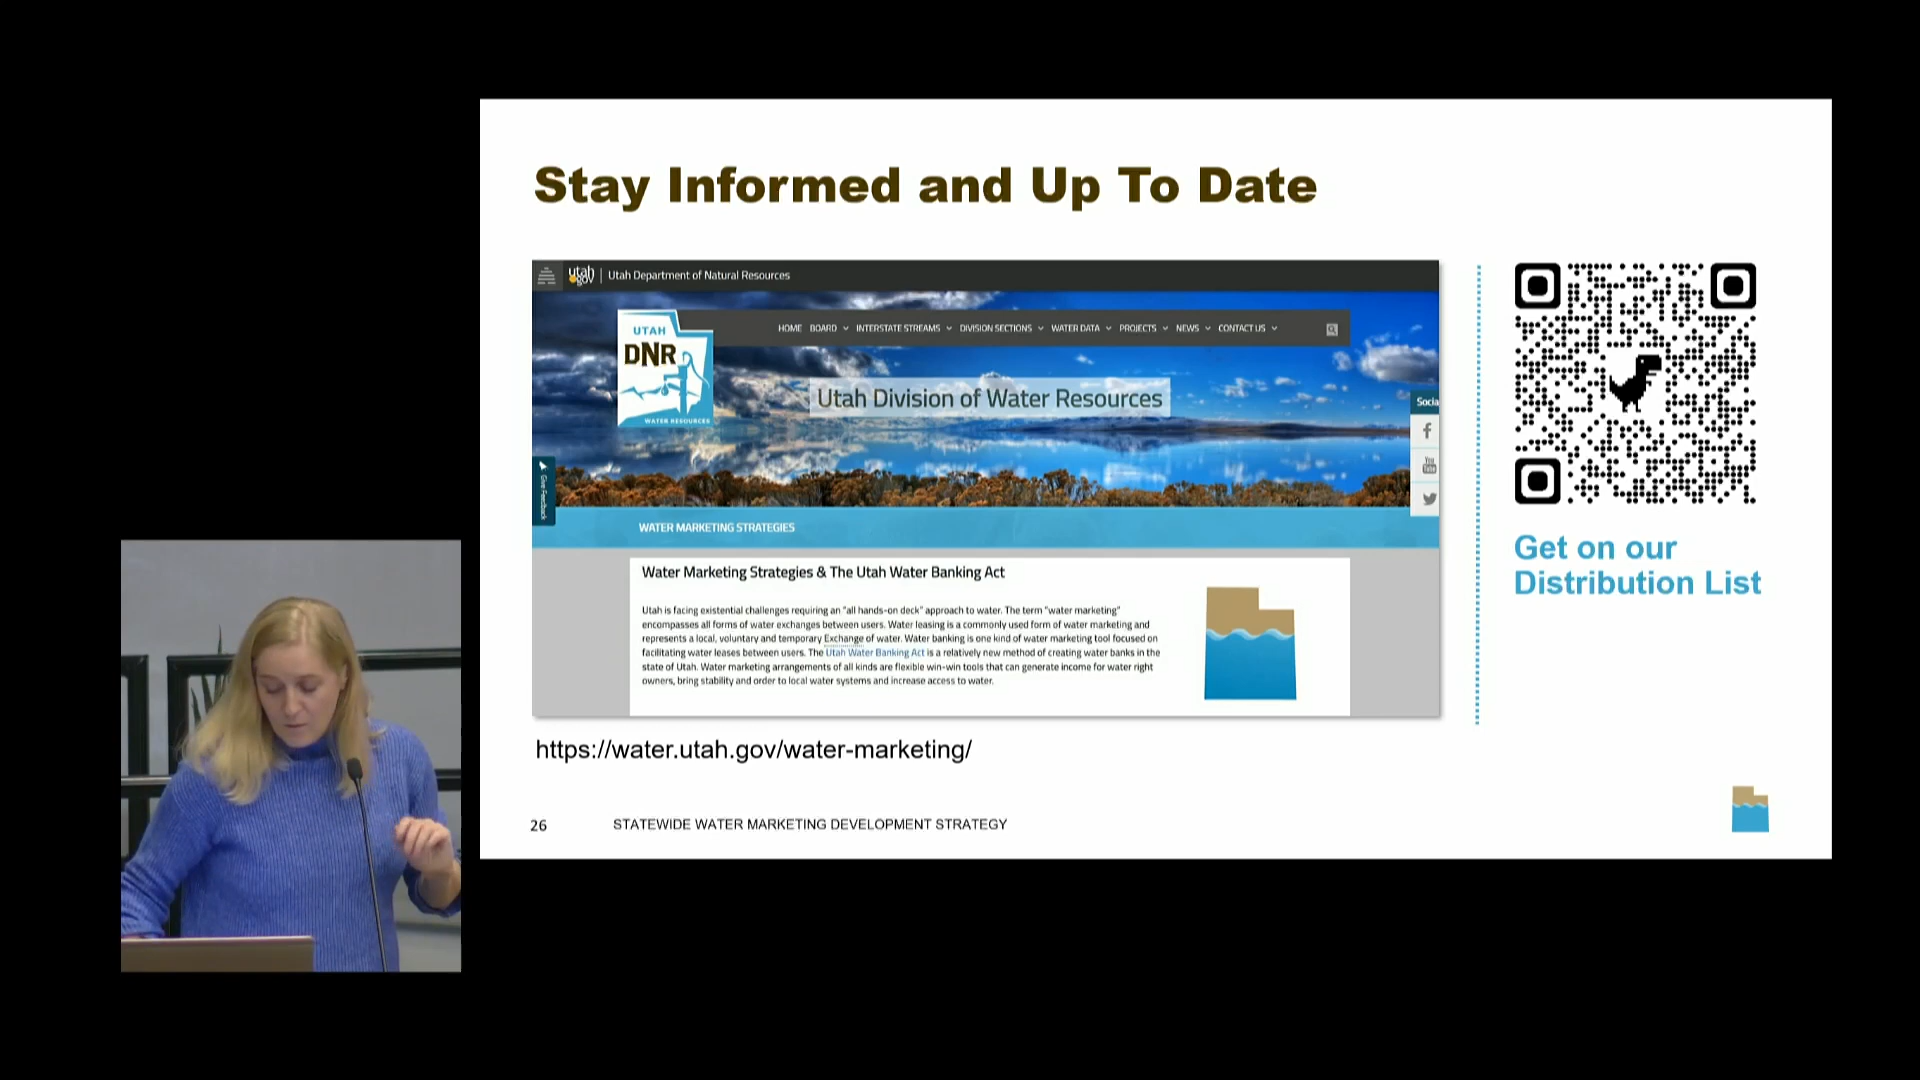 Stay Informed and Up To Date
utah
gov
Utah Department of Natural Resources
UTAH
DNR
WATER RESOURCES
HOME BOARD INTERSTATE STREAMS DIVISION SECTIONS WATER DATA PROJECTS NEWS CONTACT US
Utah Division of Water Resources
Socia
You
Tube
Give Feedback
WATER MARKETING STRATEGIES
Water Marketing Strategies & The Utah Water Banking Act
Utah is facing existential challenges requiring an "all hands-on deck" approach to water. The term "water marketing"
encompasses all forms of water exchanges between users. Water leasing is a commonly used form of water marketing and
represents a local, voluntary and temporary Exchange of water. Water banking is one kind of water marketing tool focused on
facilitating water leases between users. The Utah Water Banking Act is a relatively new method of creating water banks in the
state of Utah. Water marketing arrangements of all kinds are flexible win-win tools that can generate income for water right
owners, bring stability and order to local water systems and increase access to water.
https://water.utah.gov/water-marketing/
Get on our
Distribution List
26
STATEWIDE WATER MARKETING DEVELOPMENT STRATEGY